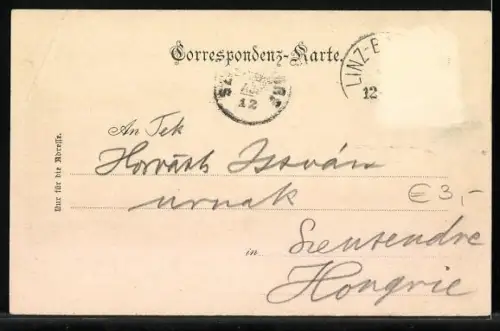 Correspondenz-Karte.
LINZ-B
12
12
Nur für die Adresse.
An Tek
Horváth István
urnak
€ 3,-
in Szentendre
Hongrie